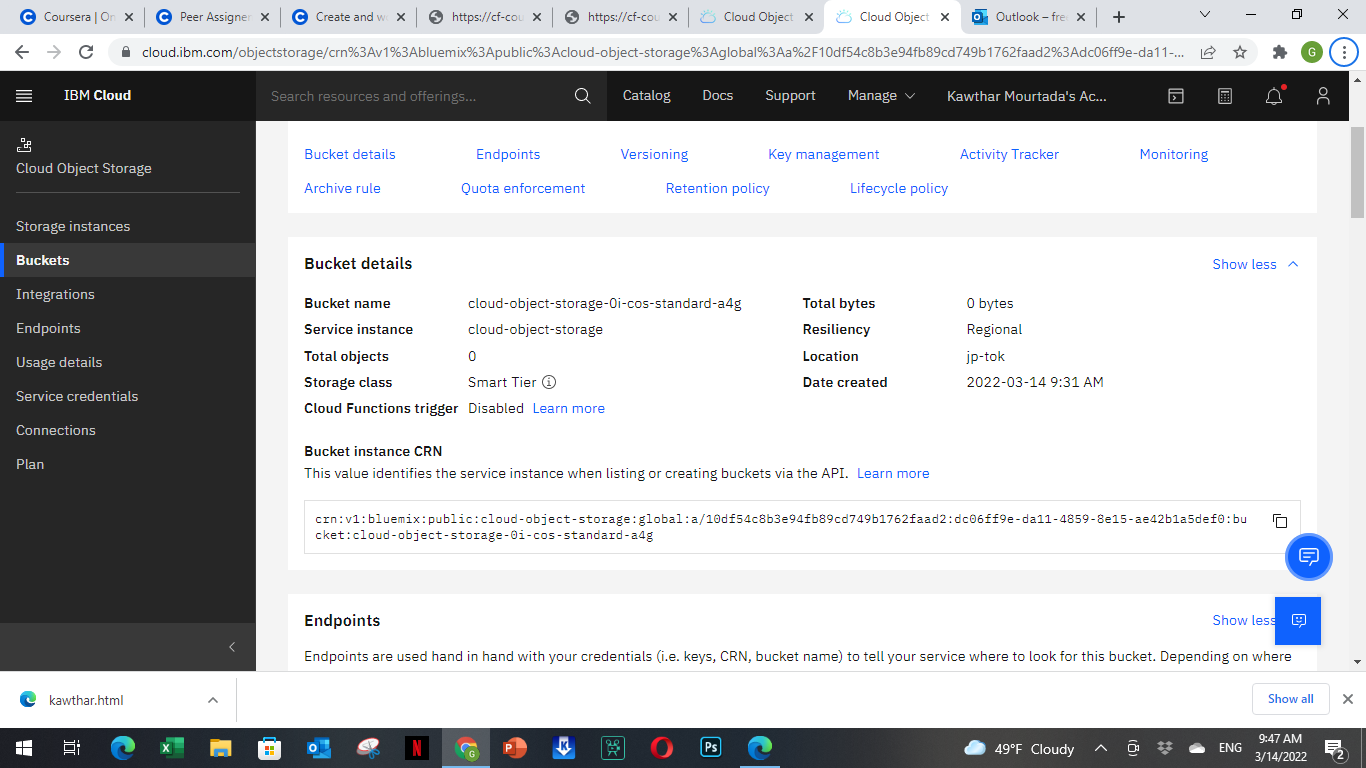 Coursera | On
Peer Assignme
Create and w
https://cf-cou
https://cf-cou
Cloud Object
Cloud Object
Outlook – fre
cloud.ibm.com/objectstorage/crn%3Av1%3Abluemix%3Apublic%3Acloud-object-storage%3Aglobal%3Aa%2F10df54c8b3e94fb89cd749b1762faad2%3Adc06ff9e-da11-...
G
IBM Cloud
Search resources and offerings...
Catalog
Docs
Support
Manage
Kawthar Mourtada's Ac...
Cloud Object Storage
Storage instances
Buckets
Integrations
Endpoints
Usage details
Service credentials
Connections
Plan
Bucket details Endpoints Versioning Key management Activity Tracker Monitoring
Archive rule Quota enforcement Retention policy Lifecycle policy
Bucket details Show less
Bucket name cloud-object-storage-0i-cos-standard-a4g Total bytes 0 bytes
Service instance cloud-object-storage Resiliency Regional
Total objects 0 Location jp-tok
Storage class Smart Tier Date created 2022-03-14 9:31 AM
Cloud Functions trigger Disabled Learn more
Bucket instance CRN
This value identifies the service instance when listing or creating buckets via the API. Learn more
crn:v1:bluemix:public:cloud-object-storage:global:a/10df54c8b3e94fb89cd749b1762faad2:dc06ff9e-da11-4859-8e15-ae42b1a5def0:bu
cket:cloud-object-storage-0i-cos-standard-a4g
Endpoints Show less
Endpoints are used hand in hand with your credentials (i.e. keys, CRN, bucket name) to tell your service where to look for this bucket. Depending on where
kawthar.html
Show all
49°F Cloudy
ENG
9:47 AM
3/14/2022
2